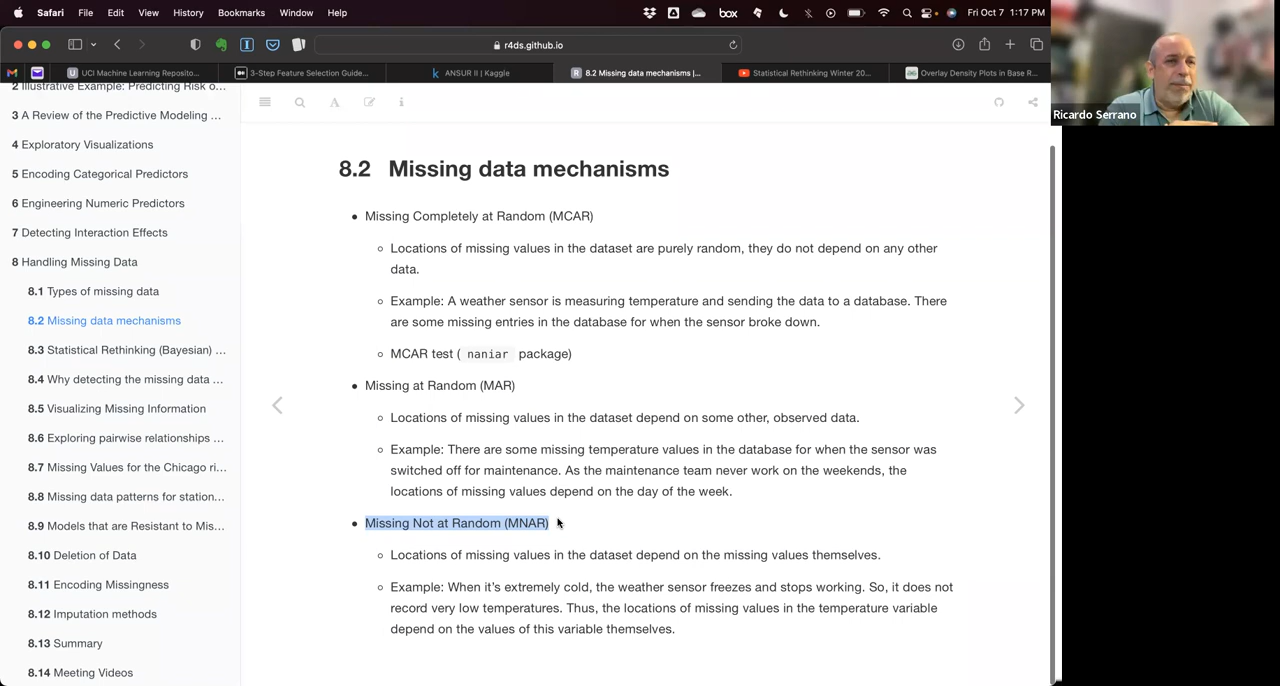 Safari File Edit View History Bookmarks Window Help
box
Fri Oct 7 1:17 PM
r4ds.github.io
UCI Machine Learning Reposito...
3-Step Feature Selection Guide...
ANSUR II | Kaggle
8.2 Missing data mechanisms |...
Statistical Rethinking Winter 20...
Overlay Density Plots in Base R...
Ricardo Serrano
2 Illustrative Example: Predicting Risk o...
3 A Review of the Predictive Modeling ...
4 Exploratory Visualizations
5 Encoding Categorical Predictors
6 Engineering Numeric Predictors
7 Detecting Interaction Effects
8 Handling Missing Data
8.1 Types of missing data
8.2 Missing data mechanisms
8.3 Statistical Rethinking (Bayesian) ...
8.4 Why detecting the missing data ...
8.5 Visualizing Missing Information
8.6 Exploring pairwise relationships ...
8.7 Missing Values for the Chicago ri...
8.8 Missing data patterns for station...
8.9 Models that are Resistant to Mis...
8.10 Deletion of Data
8.11 Encoding Missingness
8.12 Imputation methods
8.13 Summary
8.14 Meeting Videos
8.2 Missing data mechanisms
Missing Completely at Random (MCAR)
Locations of missing values in the dataset are purely random, they do not depend on any other
data.
Example: A weather sensor is measuring temperature and sending the data to a database. There
are some missing entries in the database for when the sensor broke down.
MCAR test ( naniar package)
Missing at Random (MAR)
Locations of missing values in the dataset depend on some other, observed data.
Example: There are some missing temperature values in the database for when the sensor was
switched off for maintenance. As the maintenance team never work on the weekends, the
locations of missing values depend on the day of the week.
Missing Not at Random (MNAR)
Locations of missing values in the dataset depend on the missing values themselves.
Example: When it's extremely cold, the weather sensor freezes and stops working. So, it does not
record very low temperatures. Thus, the locations of missing values in the temperature variable
depend on the values of this variable themselves.